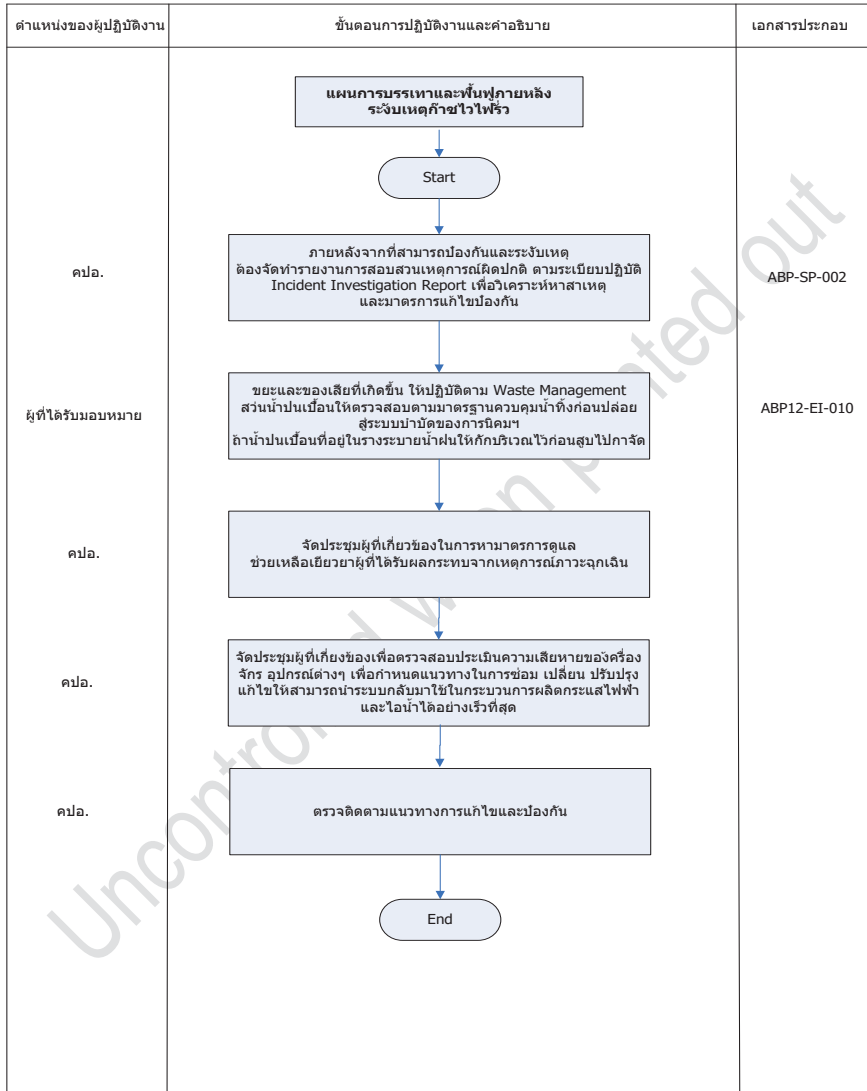 ตำแหน่งของผู้ปฏิบัติงาน
ขั้นตอนการปฏิบัติงานและคำอธิบาย
เอกสารประกอบ
แผนการบรรเทาและฟื้นฟูภายหลัง
ระงับเหตุก๊าซไวไฟรั่ว
Start
คปอ.
ภายหลังจากที่สามารถป้องกันและระงับเหตุ
ต้องจัดทำรายงานการสอบสวนเหตุการณ์ผิดปกติ ตามระเบียบปฏิบัติ
Incident Investigation Report เพื่อวิเคราะห์หาสาเหตุ
และมาตรการแก้ไขป้องกัน
ABP-SP-002
ผู้ที่ได้รับมอบหมาย
ขยะและของเสียที่เกิดขึ้น ให้ปฏิบัติตาม Waste Management
สว่นน้ำปนเปื้อนให้ตรวจสอบตามมาตรฐานควบคุมน้ำทิ้งก่อนปล่อย
สู่ระบบบำบัดของการนิคมฯ
ถ้าน้ำปนเปื้อนที่อยู่ในรางระบายน้ำฝนให้กักบริเวณไว้ก่อนสูบไปกาจัด
ABP12-EI-010
คปอ.
จัดประชุมผู้ที่เกี่ยวข้องในการหามาตรการดูแล
ช่วยเหลือเยียวยาผู้ที่ได้รับผลกระทบจากเหตุการณ์ภาวะฉุกเฉิน
คปอ.
จัดประชุมผู้ที่เกี่ยงข้องเพื่อตรวจสอบประเมินความเสียหายของครื่อง
จักร อุปกรณ์ต่างๆ เพื่อกำหนดแนวทางในการซ่อม เปลี่ยน ปรับปรุง
แก้ไขให้สามารถนำระบบกลับมาใช้ในกระบวนการผลิตกระแสไฟฟ้า
และไอน้ำได้อย่างเร็วที่สุด
คปอ.
ตรวจติดตามแนวทางการแก้ไขและป้องกัน
End
Uncontrolled when printed out